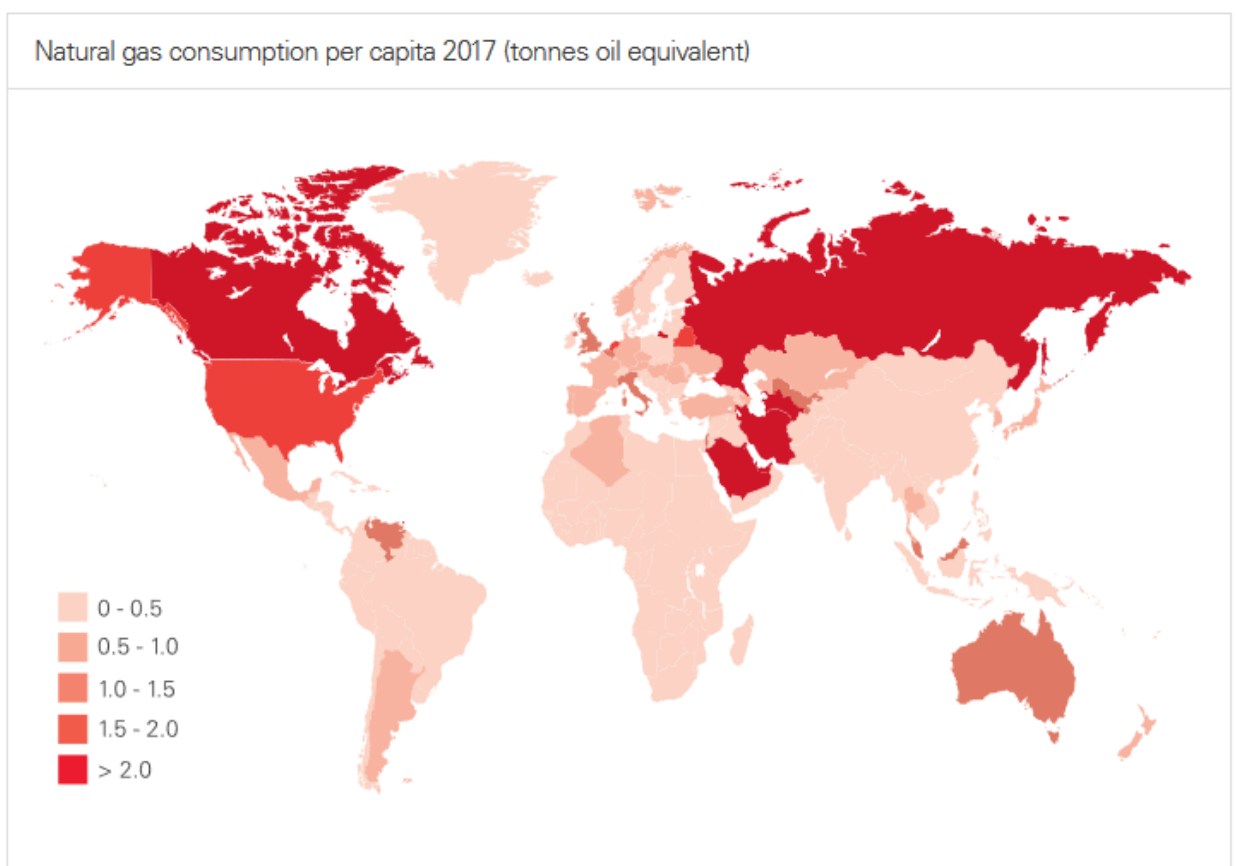 Natural gas consumption per capita 2017 (tonnes oil equivalent)
0 - 0.5
0.5 - 1.0
1.0 - 1.5
1.5 - 2.0
> 2.0